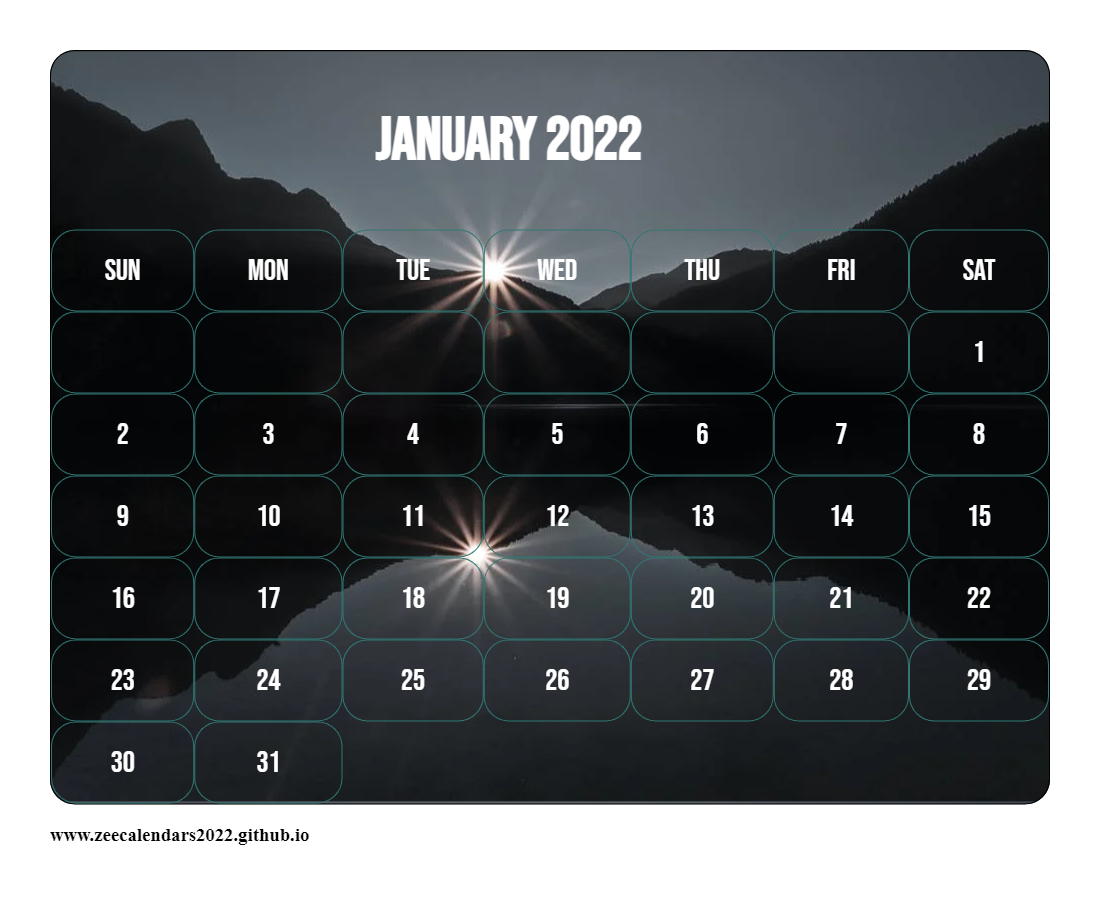 JANUARY 2022
SUN MON TUE WED THU FRI SAT
1
2 3 4 5 6 7 8
9 10 11 12 13 14 15
16 17 18 19 20 21 22
23 24 25 26 27 28 29
30 31
www.zeecalendars2022.github.io